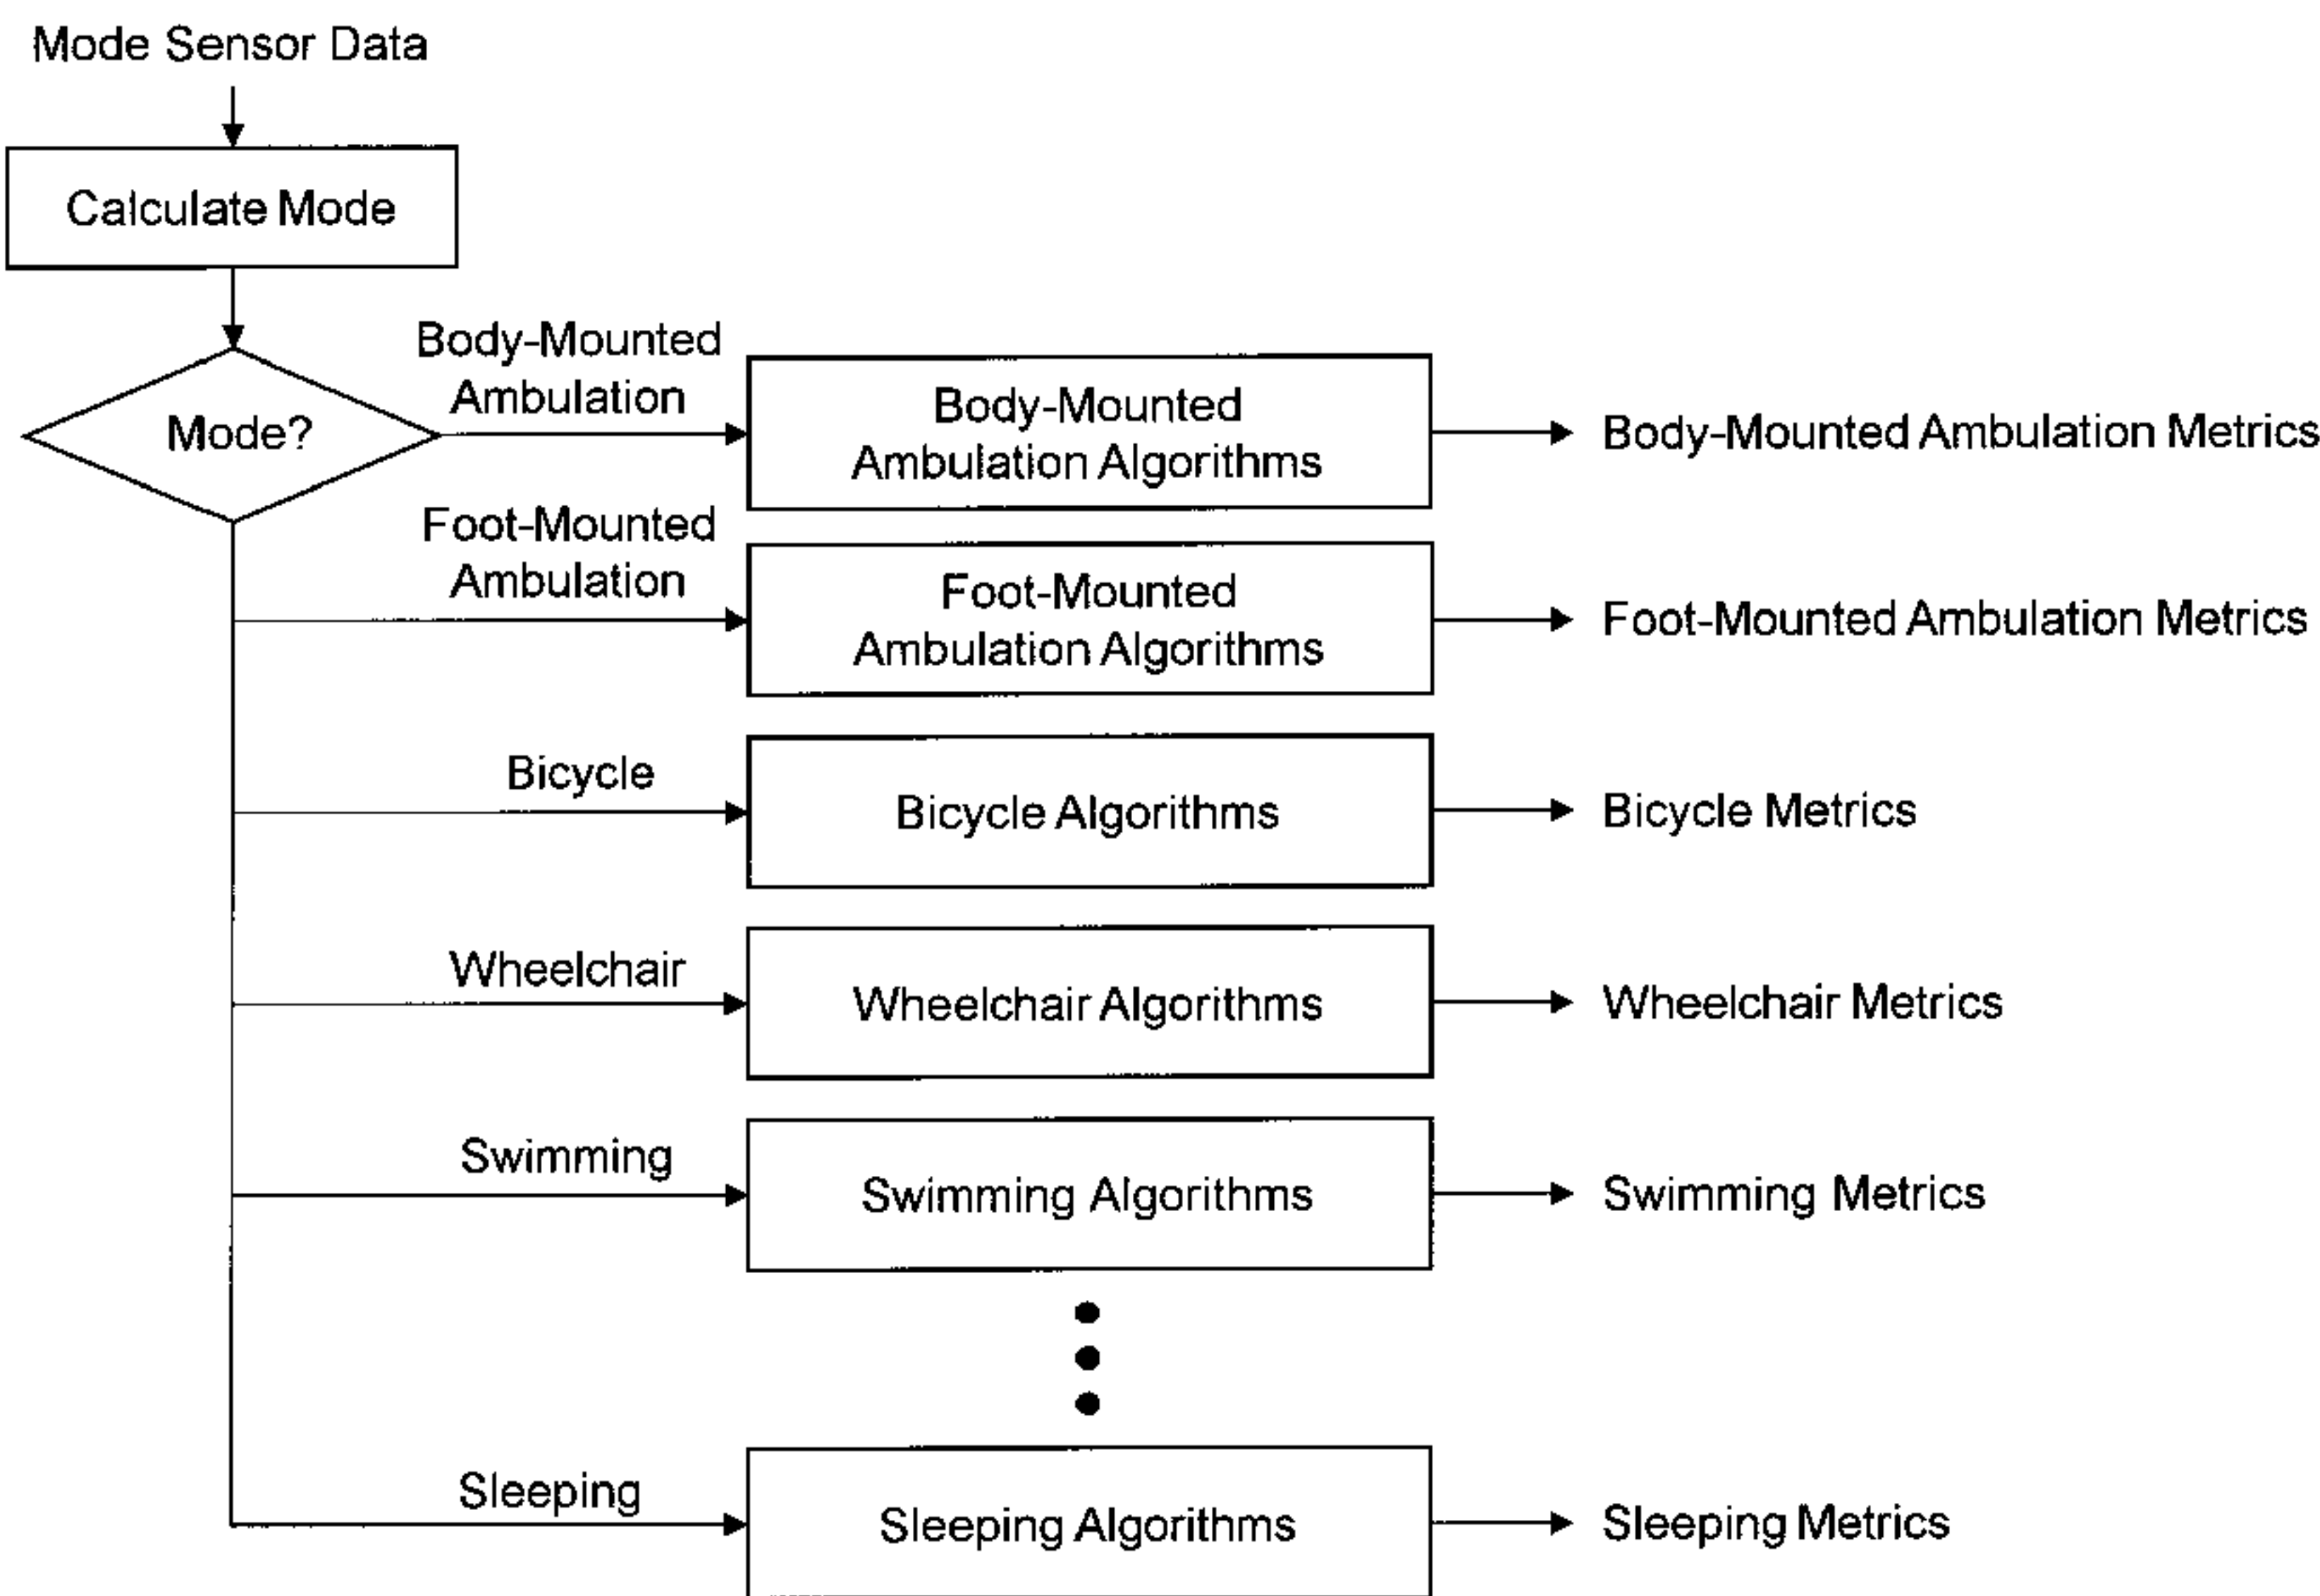 Mode Sensor Data
Calculate Mode
Mode?
Body-Mounted
Ambulation
Body-Mounted
Ambulation Algorithms
Body-Mounted Ambulation Metrics
Foot-Mounted
Ambulation
Foot-Mounted
Ambulation Algorithms
Foot-Mounted Ambulation Metrics
Bicycle
Bicycle Algorithms
Bicycle Metrics
Wheelchair
Wheelchair Algorithms
Wheelchair Metrics
Swimming
Swimming Algorithms
Swimming Metrics
Sleeping
Sleeping Algorithms
Sleeping Metrics